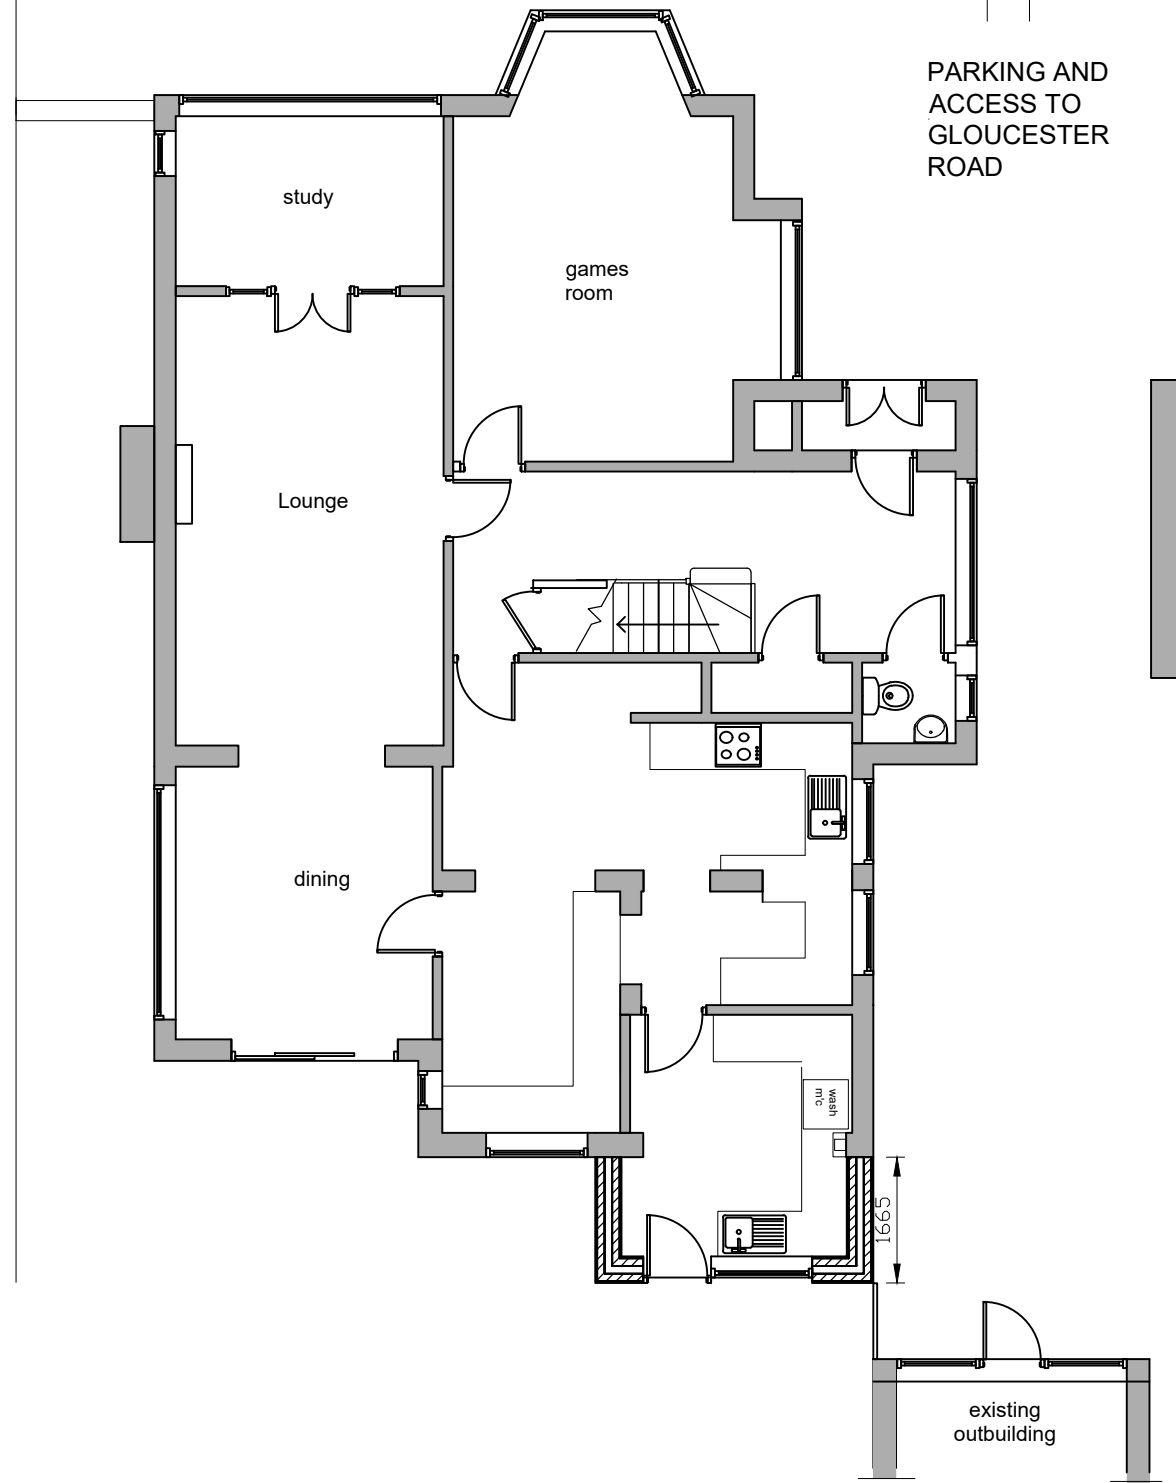 PARKING AND
ACCESS TO
GLOUCESTER
ROAD
study
games
room
Lounge
dining
wash
m'c
1665
existing
outbuilding